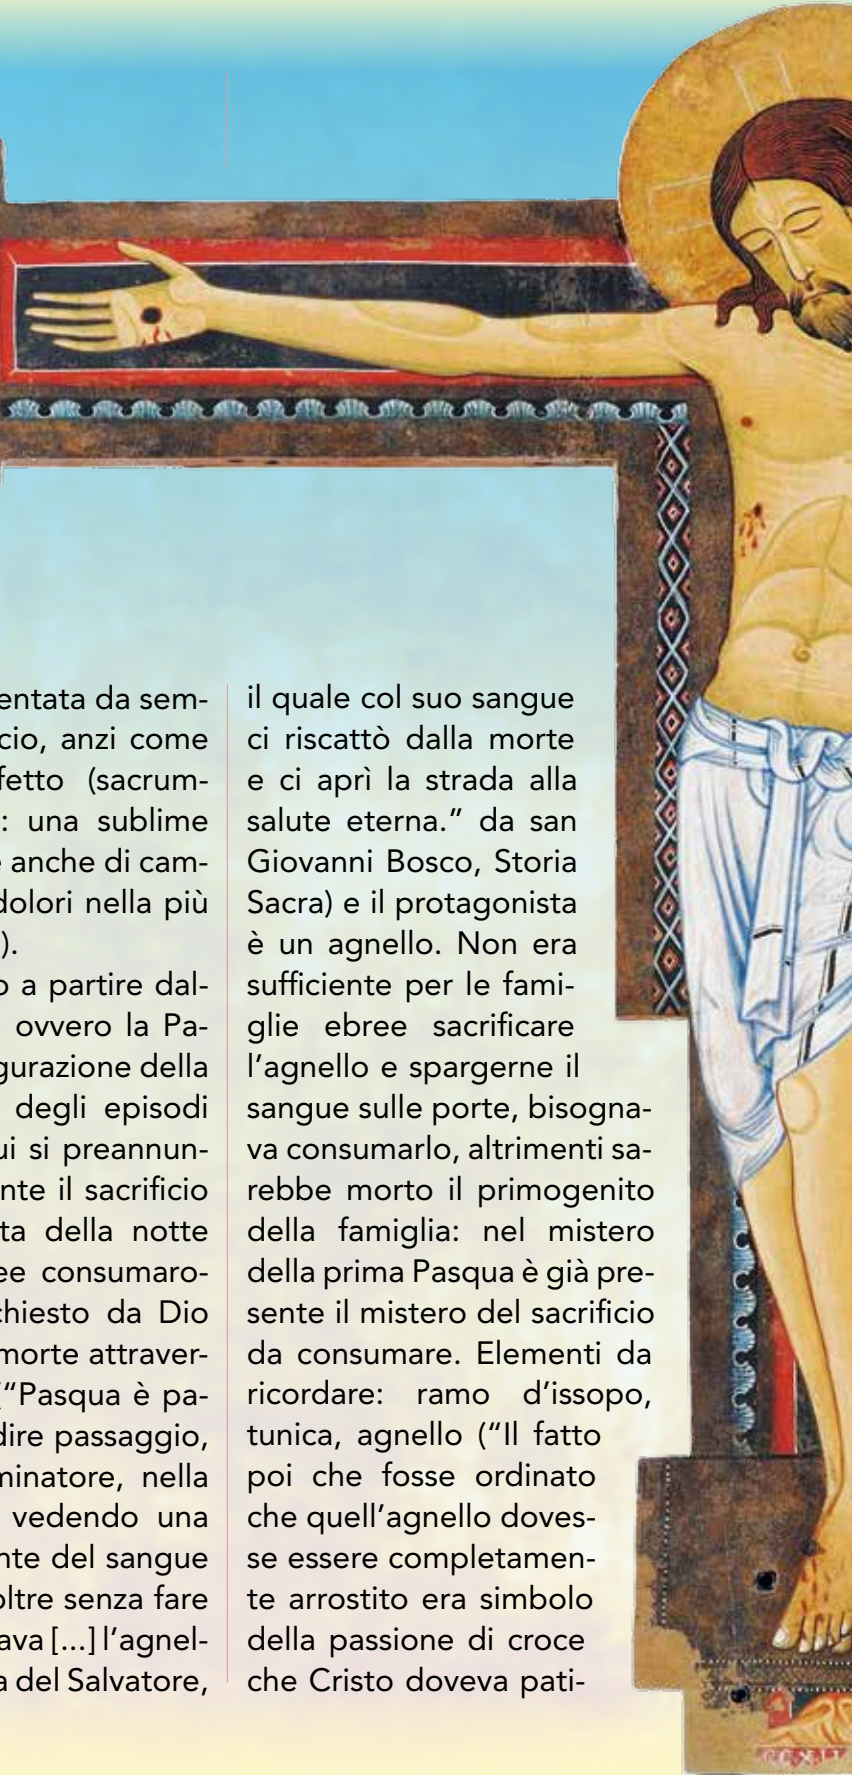 entata da sem-
cio, anzi come
fetto (sacrum-
: una sublime
e anche di cam-
dolori nella più
).
o a partire dal-
ovvero la Pa-
gurazione della
degli episodi
ui si preannun-
nte il sacrificio
ta della notte
ee consumaro-
chiesto da Dio
morte attraver-
("Pasqua è pa-
dire passaggio,
minatore, nella
vedendo una
nte del sangue
oltre senza fare
ava [...] l'agnel-
a del Salvatore,
il quale col suo sangue
ci riscattò dalla morte
e ci aprì la strada alla
salute eterna.” da san
Giovanni Bosco, Storia
Sacra) e il protagonista
è un agnello. Non era
sufficiente per le fami-
glie ebree sacrificare
l’agnello e spargerne il
sangue sulle porte, bisogna-
va consumarlo, altrimenti sa-
rebbe morto il primogenito
della famiglia: nel mistero
della prima Pasqua è già pre-
sente il mistero del sacrificio
da consumare. Elementi da
ricordare: ramo d’issopo,
tunica, agnello (“Il fatto
poi che fosse ordinato
che quell’agnello doves-
se essere completamen-
te arrostito era simbolo
della passione di croce
che Cristo doveva pati-